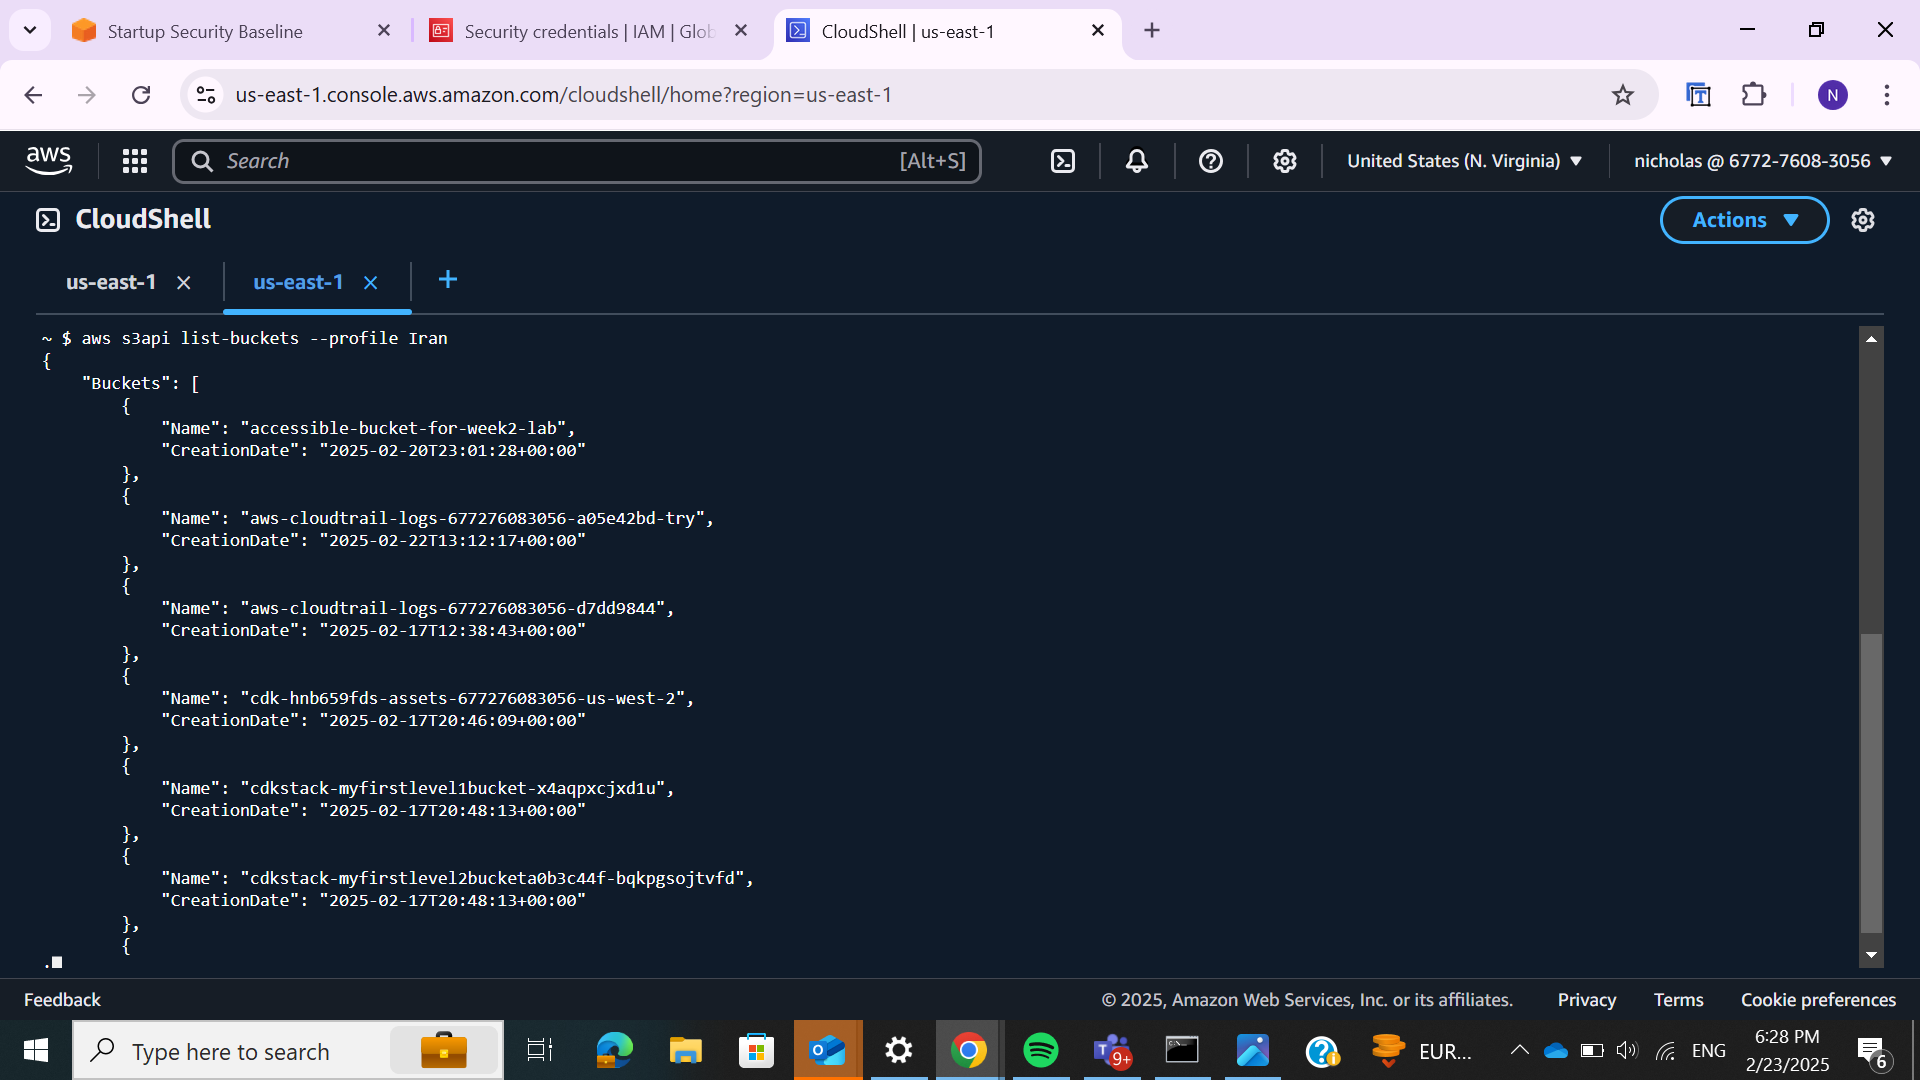 Startup Security Baseline
Security credentials | IAM | Glob
CloudShell | us-east-1
us-east-1.console.aws.amazon.com/cloudshell/home?region=us-east-1
N
aws
Search
[Alt+S]
United States (N. Virginia)
nicholas @ 6772-7608-3056
CloudShell
Actions
us-east-1
us-east-1
~ $ aws s3api list-buckets --profile Iran
{
"Buckets": [
{
"Name": "accessible-bucket-for-week2-lab",
"CreationDate": "2025-02-20T23:01:28+00:00"
},
{
"Name": "aws-cloudtrail-logs-677276083056-a05e42bd-try",
"CreationDate": "2025-02-22T13:12:17+00:00"
},
{
"Name": "aws-cloudtrail-logs-677276083056-d7dd9844",
"CreationDate": "2025-02-17T12:38:43+00:00"
},
{
"Name": "cdk-hnb659fds-assets-677276083056-us-west-2",
"CreationDate": "2025-02-17T20:46:09+00:00"
},
{
"Name": "cdkstack-myfirstlevel1bucket-x4aqpxcjxd1u",
"CreationDate": "2025-02-17T20:48:13+00:00"
},
{
"Name": "cdkstack-myfirstlevel2bucketa0b3c44f-bqkpgsojtvfd",
"CreationDate": "2025-02-17T20:48:13+00:00"
},
{
.
Feedback
© 2025, Amazon Web Services, Inc. or its affiliates.
Privacy
Terms
Cookie preferences
Type here to search
9+
EUR...
ENG
6:28 PM
2/23/2025
6